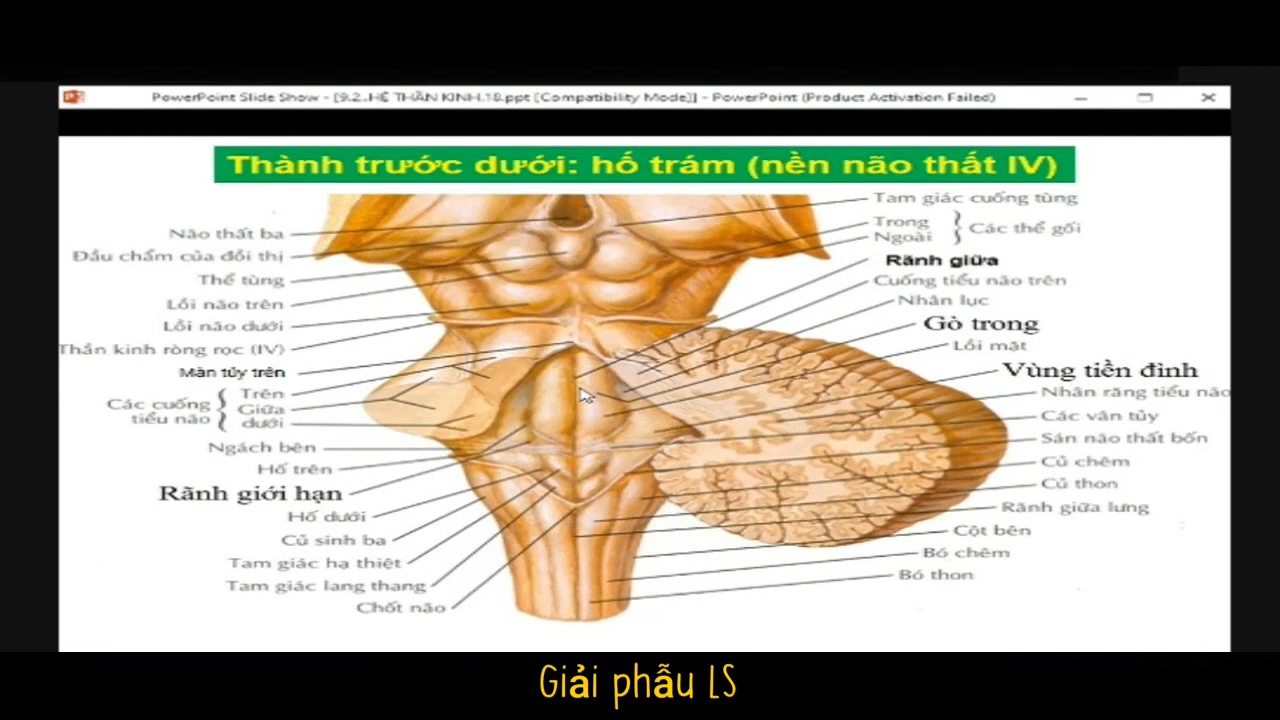 PowerPoint Slide Show - [9.2..HỆ THẦN KINH.18.ppt [Compatibility Mode]] - PowerPoint (Product Activation Failed)
Thành trước dưới: hố trám (nền não thất IV)
Tam giác cuống tùng
Trong
Ngoài
Các thể gối
Rãnh giữa
Cuống tiểu não trên
Nhân lục
Gò trong
Lồi mặt
Vùng tiền đình
Nhân răng tiểu não
Các vân tủy
Sán não thất bốn
Củ chêm
Củ thon
Rãnh giữa lưng
Cột bên
Bó chêm
Bó thon
Não thất ba
Đầu chẩm của đồi thị
Thể tùng
Lồi não trên
Lồi não dưới
Thần kinh ròng rọc (IV)
Màn tủy trên
Các cuống
tiểu não
Trên
Giữa
dưới
Ngách bên
Hố trên
Rãnh giới hạn
Hố dưới
Củ sinh ba
Tam giác hạ thiệt
Tam giác lang thang
Chốt não
Giải phẫu LS